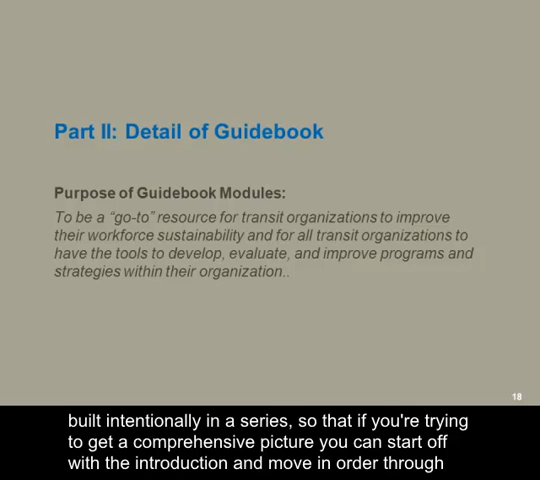 Part II: Detail of Guidebook
Purpose of Guidebook Modules:
To be a “go-to” resource for transit organizations to improve
their workforce sustainability and for all transit organizations to
have the tools to develop, evaluate, and improve programs and
strategies within their organization..
18
built intentionally in a series, so that if you're trying
to get a comprehensive picture you can start off
with the introduction and move in order through